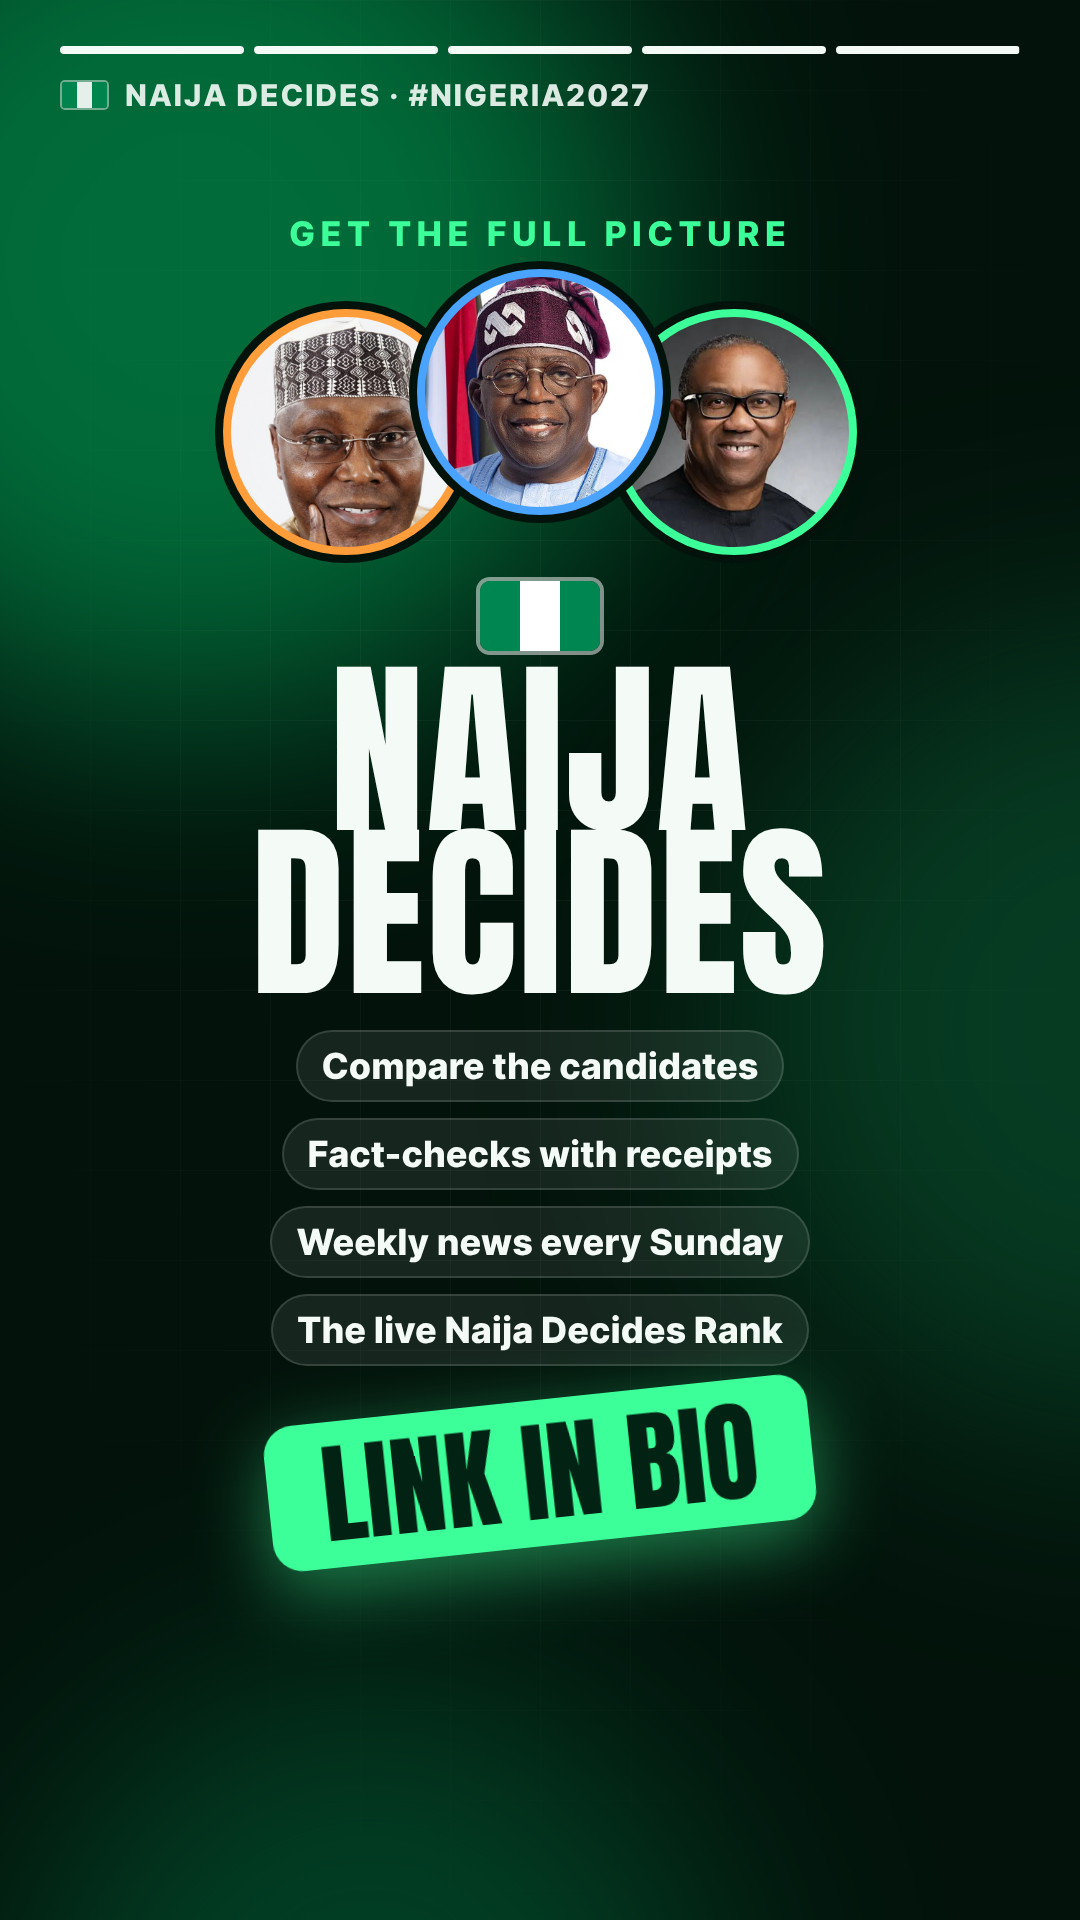 NAIJA DECIDES · #NIGERIA2027
GET THE FULL PICTURE
NAIJA
DECIDES
Compare the candidates
Fact-checks with receipts
Weekly news every Sunday
The live Naija Decides Rank
LINK IN BIO